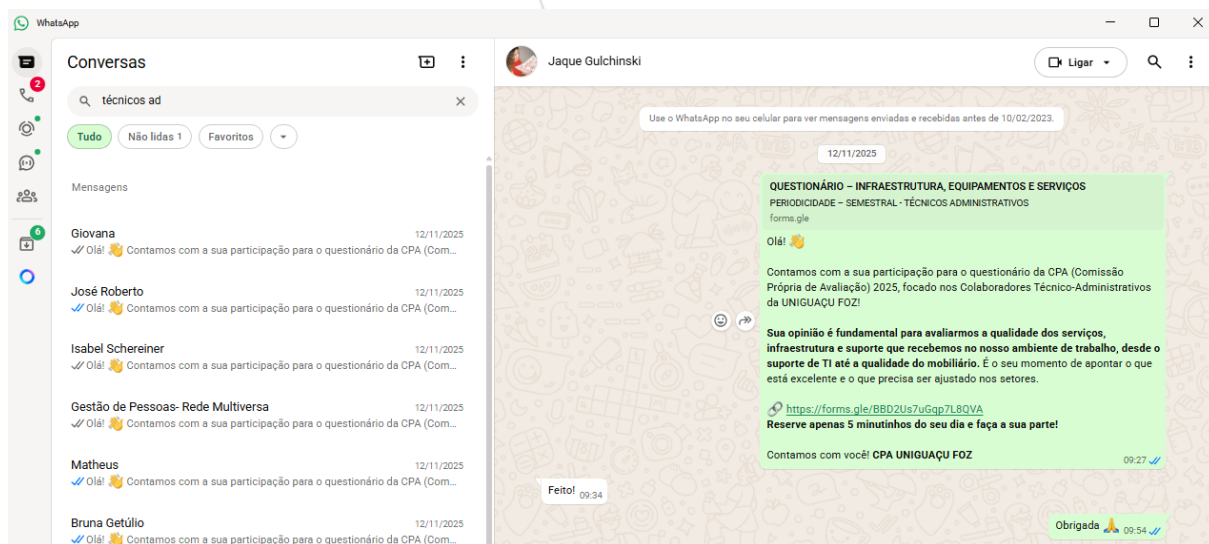 WhatsApp
Conversas
técnicos ad
Tudo
Não lidas 1
Favoritos
Mensagens
Giovana
12/11/2025
Olá! 👋 Contamos com a sua participação para o questionário da CPA (Com...
José Roberto
12/11/2025
Olá! 👋 Contamos com a sua participação para o questionário da CPA (Com...
Isabel Schereiner
12/11/2025
Olá! 👋 Contamos com a sua participação para o questionário da CPA (Com...
Gestão de Pessoas- Rede Multiversa
12/11/2025
Olá! 👋 Contamos com a sua participação para o questionário da CPA (Com...
Matheus
12/11/2025
Olá! 👋 Contamos com a sua participação para o questionário da CPA (Com...
Bruna Getúlio
12/11/2025
Olá! 👋 Contamos com a sua participação para o questionário da CPA (Com...
2
6
Jaque Gulchinski
Ligar
Use o WhatsApp no seu celular para ver mensagens enviadas e recebidas antes de 10/02/2023.
12/11/2025
QUESTIONÁRIO – INFRAESTRUTURA, EQUIPAMENTOS E SERVIÇOS
PERIODICIDADE – SEMESTRAL - TÉCNICOS ADMINISTRATIVOS
forms.gle
Olá! 👋
Contamos com a sua participação para o questionário da CPA (Comissão
Própria de Avaliação) 2025, focado nos Colaboradores Técnico-Administrativos
da UNIGUAÇU FOZ!
Sua opinião é fundamental para avaliarmos a qualidade dos serviços,
infraestrutura e suporte que recebemos no nosso ambiente de trabalho, desde o
suporte de TI até a qualidade do mobiliário. É o seu momento de apontar o que
está excelente e o que precisa ser ajustado nos setores.
🔗 https://forms.gle/BBD2Us7uGqp7L8QVA
Reserve apenas 5 minutinhos do seu dia e faça a sua parte!
Contamos com você! CPA UNIGUAÇU FOZ
09:27
Feito! 09:34
Obrigada 🙏 09:54